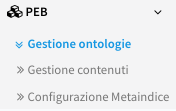 PEB
Gestione ontologie
Gestione contenuti
Configurazione Metaindice